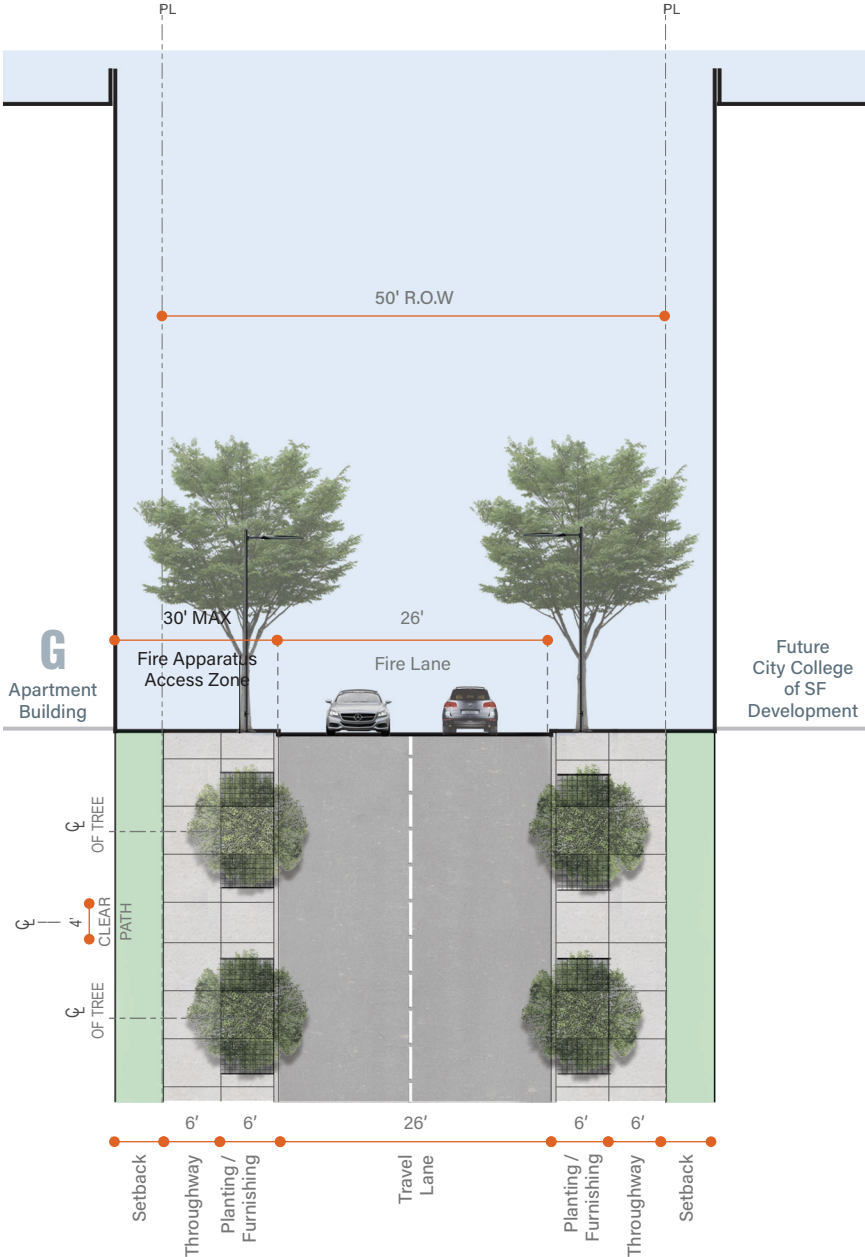 PL
PL
50' R.O.W
30' MAX
26'
Fire Apparatus
Access Zone
Fire Lane
G
Apartment
Building
Future
City College
of SF
Development
℄
OF TREE
℄
4'
CLEAR
PATH
℄
OF TREE
6’
6’
26’
6’
6’
Setback
Throughway
Planting /
Furnishing
Travel
Lane
Planting /
Furnishing
Throughway
Setback